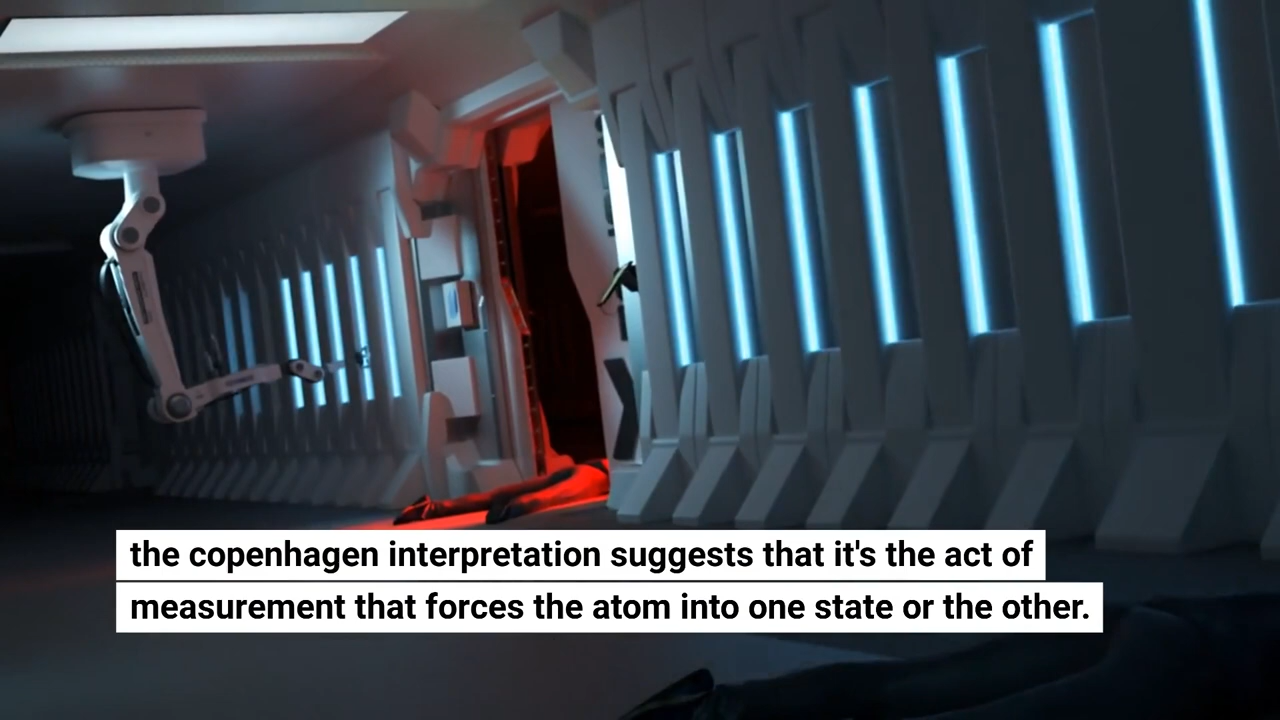 the copenhagen interpretation suggests that it's the act of
measurement that forces the atom into one state or the other.